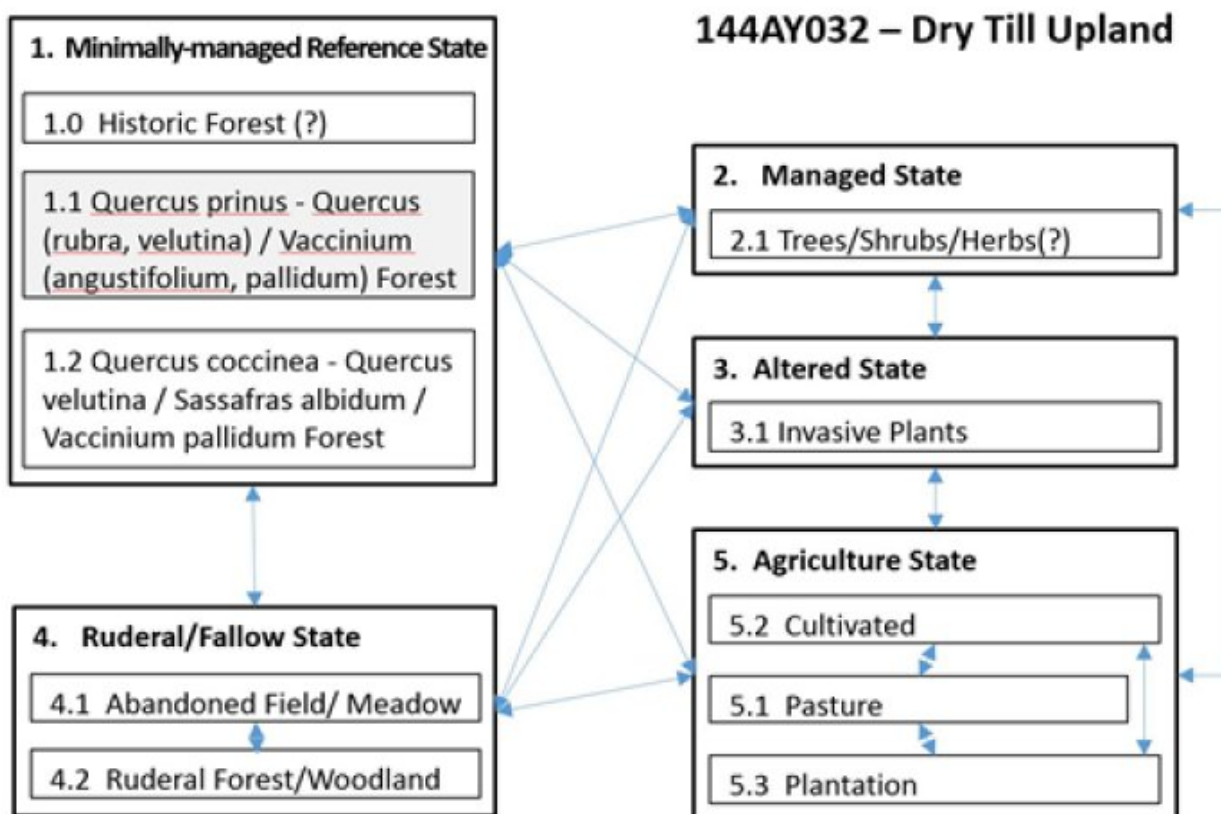 144AY032 – Dry Till Upland
1. Minimally-managed Reference State
1.0 Historic Forest (?)
1.1 Quercus prinus - Quercus
(rubra, velutina) / Vaccinium
(angustifolium, pallidum) Forest
1.2 Quercus coccinea - Quercus
velutina / Sassafras albidum /
Vaccinium pallidum Forest
2. Managed State
2.1 Trees/Shrubs/Herbs(?)
3. Altered State
3.1 Invasive Plants
4. Ruderal/Fallow State
4.1 Abandoned Field/ Meadow
4.2 Ruderal Forest/Woodland
5. Agriculture State
5.2 Cultivated
5.1 Pasture
5.3 Plantation